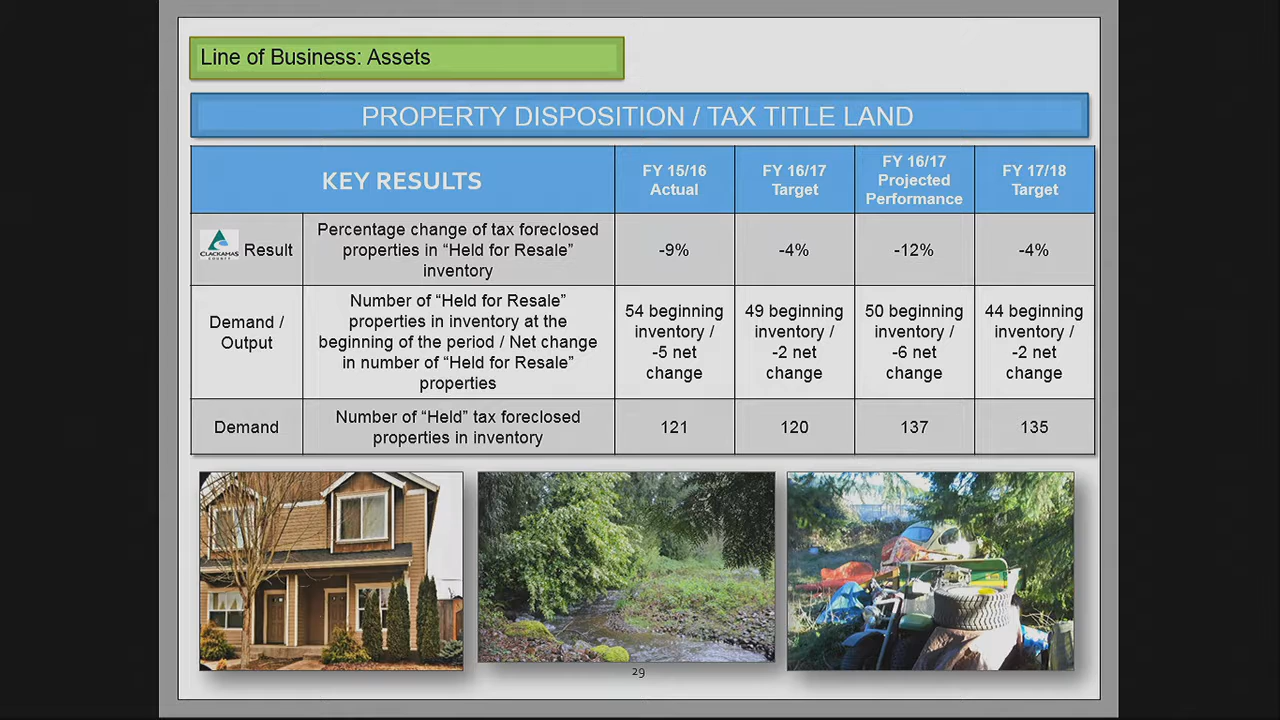 Line of Business: Assets
PROPERTY DISPOSITION / TAX TITLE LAND
KEY RESULTS
FY 15/16
Actual
FY 16/17
Target
FY 16/17
Projected
Performance
FY 17/18
Target
CLACKAMAS
COUNTY
Result
Percentage change of tax foreclosed
properties in “Held for Resale”
inventory
-9%
-4%
-12%
-4%
Demand /
Output
Number of “Held for Resale”
properties in inventory at the
beginning of the period / Net change
in number of “Held for Resale”
properties
54 beginning
inventory /
-5 net
change
49 beginning
inventory /
-2 net
change
50 beginning
inventory /
-6 net
change
44 beginning
inventory /
-2 net
change
Demand
Number of “Held” tax foreclosed
properties in inventory
121
120
137
135
29